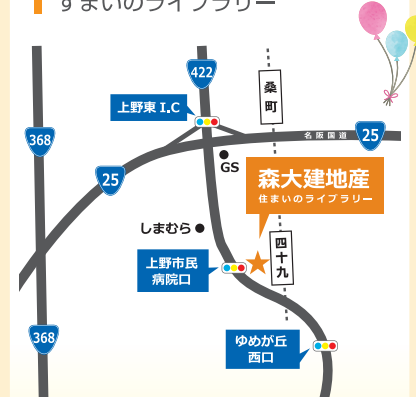 すまいのライブラリー
422
桑町
上野東 I.C
368
名阪国道
25
GS
25
森大建地産
住まいのライブラリー
しまむら
四十九
上野市民
病院口
368
ゆめが丘
西口